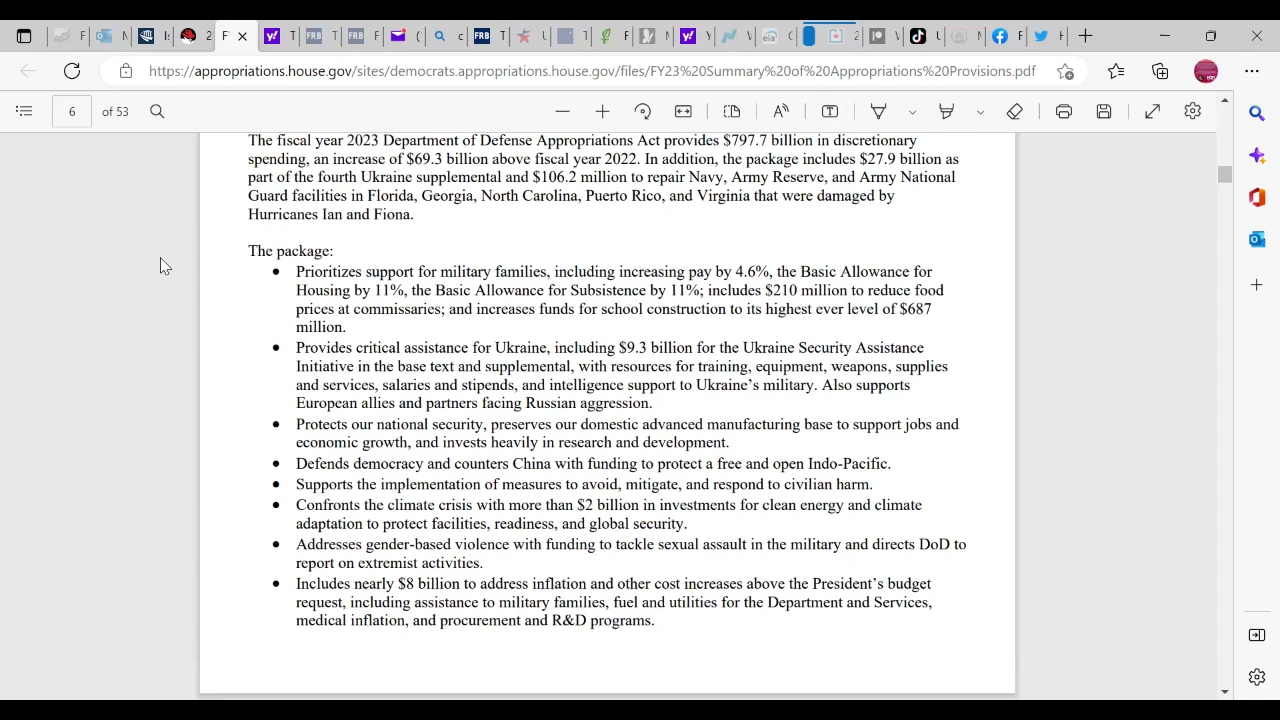 F
N
Is
2
F
T
T
F
(
c
T
U
T
F
N
Y
W
C
2
W
L
N
F
H
https://appropriations.house.gov/sites/democrats.appropriations.house.gov/files/FY23%20Summary%20of%20Appropriations%20Provisions.pdf
6 of 53
The fiscal year 2023 Department of Defense Appropriations Act provides $797.7 billion in discretionary
spending, an increase of $69.3 billion above fiscal year 2022. In addition, the package includes $27.9 billion as
part of the fourth Ukraine supplemental and $106.2 million to repair Navy, Army Reserve, and Army National
Guard facilities in Florida, Georgia, North Carolina, Puerto Rico, and Virginia that were damaged by
Hurricanes Ian and Fiona.
The package:
• Prioritizes support for military families, including increasing pay by 4.6%, the Basic Allowance for
Housing by 11%, the Basic Allowance for Subsistence by 11%; includes $210 million to reduce food
prices at commissaries; and increases funds for school construction to its highest ever level of $687
million.
• Provides critical assistance for Ukraine, including $9.3 billion for the Ukraine Security Assistance
Initiative in the base text and supplemental, with resources for training, equipment, weapons, supplies
and services, salaries and stipends, and intelligence support to Ukraine’s military. Also supports
European allies and partners facing Russian aggression.
• Protects our national security, preserves our domestic advanced manufacturing base to support jobs and
economic growth, and invests heavily in research and development.
• Defends democracy and counters China with funding to protect a free and open Indo-Pacific.
• Supports the implementation of measures to avoid, mitigate, and respond to civilian harm.
• Confronts the climate crisis with more than $2 billion in investments for clean energy and climate
adaptation to protect facilities, readiness, and global security.
• Addresses gender-based violence with funding to tackle sexual assault in the military and directs DoD to
report on extremist activities.
• Includes nearly $8 billion to address inflation and other cost increases above the President’s budget
request, including assistance to military families, fuel and utilities for the Department and Services,
medical inflation, and procurement and R&D programs.